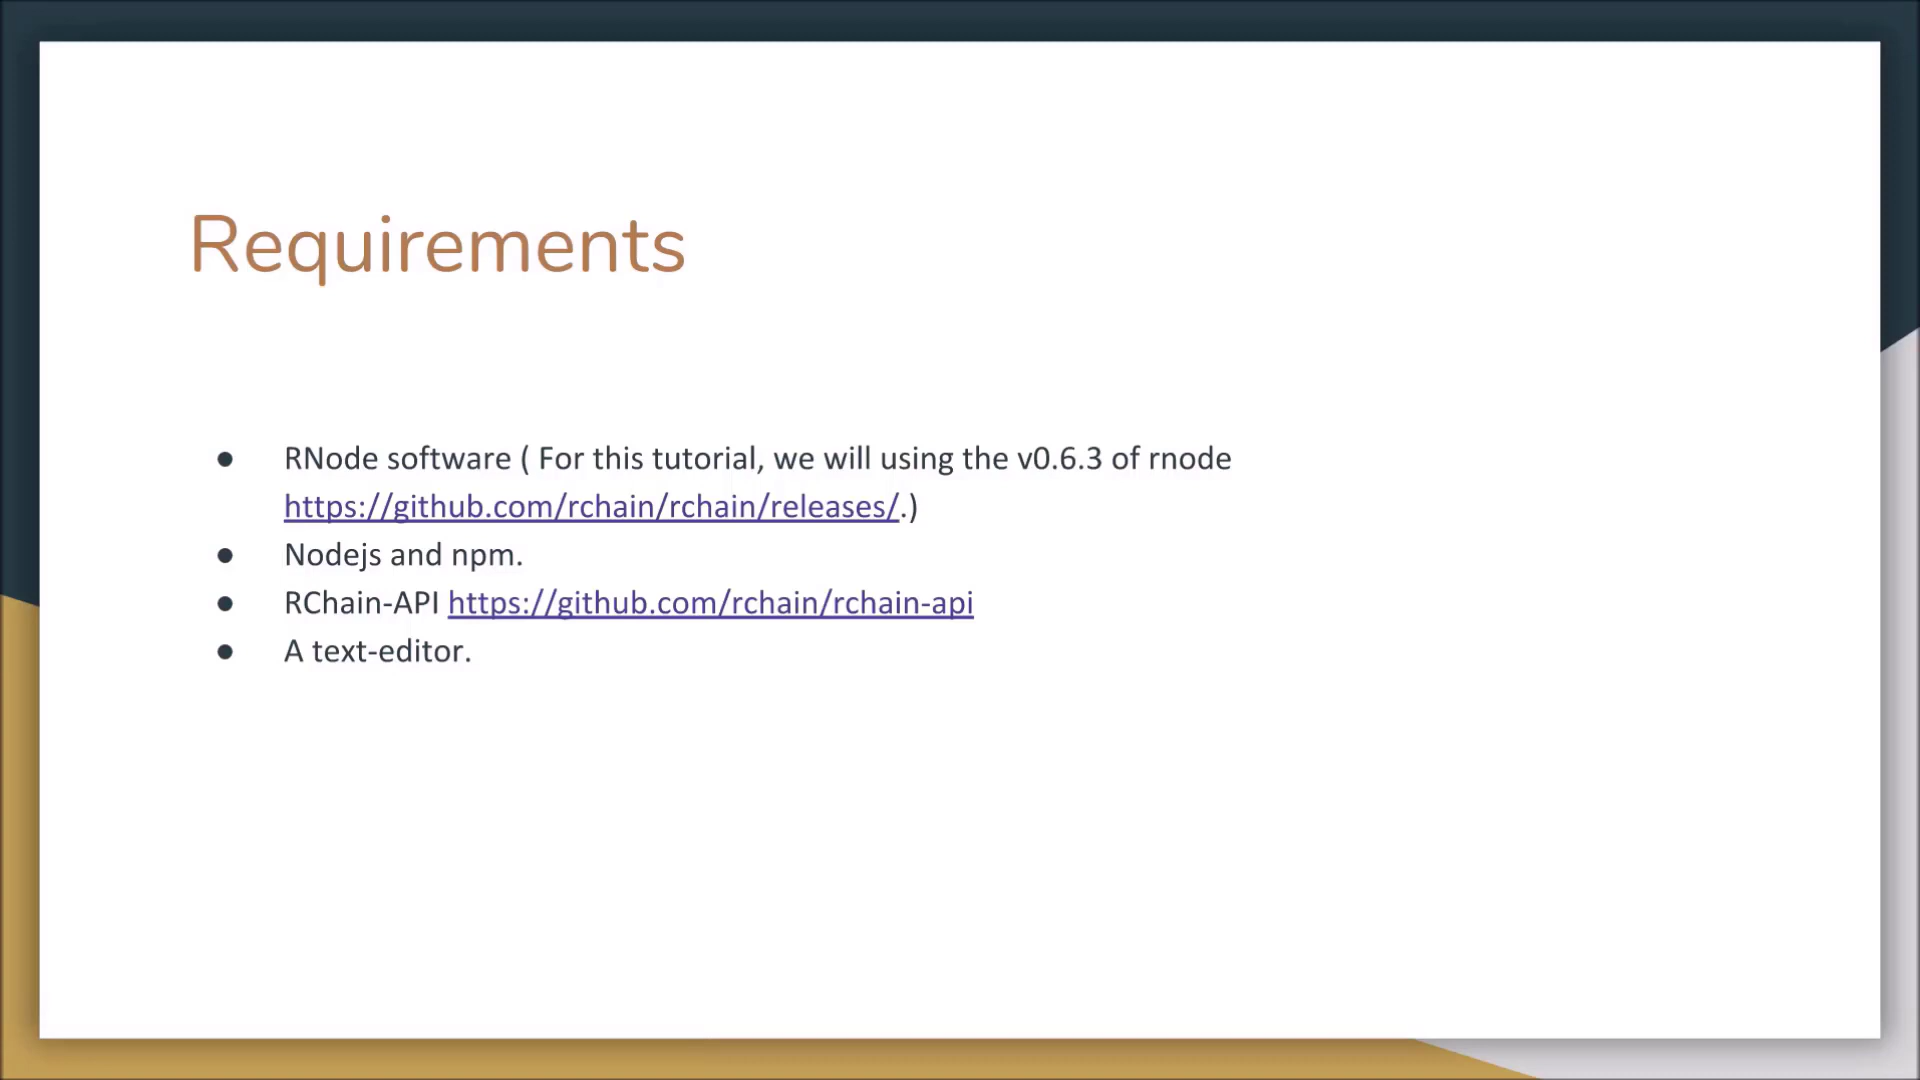 Requirements
● RNode software ( For this tutorial, we will using the v0.6.3 of rnode
https://github.com/rchain/rchain/releases/.)
● Nodejs and npm.
● RChain-API https://github.com/rchain/rchain-api
● A text-editor.